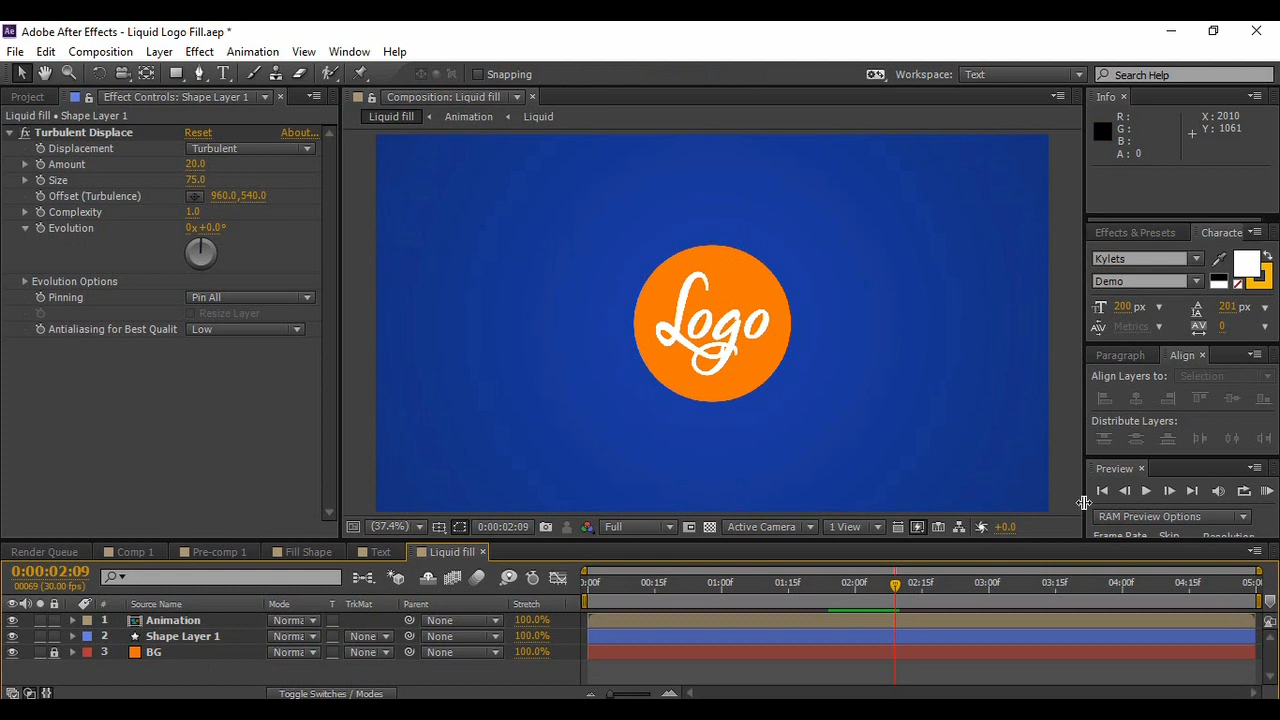 Adobe After Effects - Liquid Logo Fill.aep *
File Edit Composition Layer Effect Animation View Window Help
Snapping Workspace: Text Search Help
Project Effect Controls: Shape Layer 1
Liquid fill • Shape Layer 1
fx Turbulent Displace Reset About...
Displacement Turbulent
Amount 20.0
Size 75.0
Offset (Turbulence) 960.0,540.0
Complexity 1.0
Evolution 0x+0.0°
Evolution Options
Pinning Pin All
Resize Layer
Antialiasing for Best Qualit Low
Composition: Liquid fill
Liquid fill Animation Liquid
Logo
(37.4%) 0:00:02:09 Full Active Camera 1 View +0.0
Info
R: X: 2010
G: Y: 1061
B:
A: 0
Effects & Presets Characte
Kylets
Demo
200 px 201 px
Metrics 0
Paragraph Align
Align Layers to: Selection
Distribute Layers:
Preview
RAM Preview Options
Frame Rate Skip Resolution
Render Queue Comp 1 Pre-comp 1 Fill Shape Text Liquid fill
0:00:02:09
00069 (30.00 fps)
:00f 00:15f 01:00f 01:15f 02:00f 02:15f 03:00f 03:15f 04:00f 04:15f 05:0
# Source Name Mode T TrkMat Parent Stretch
1 Animation Norma None 100.0%
2 Shape Layer 1 Norma None None 100.0%
3 BG Norma None None 100.0%
Toggle Switches / Modes